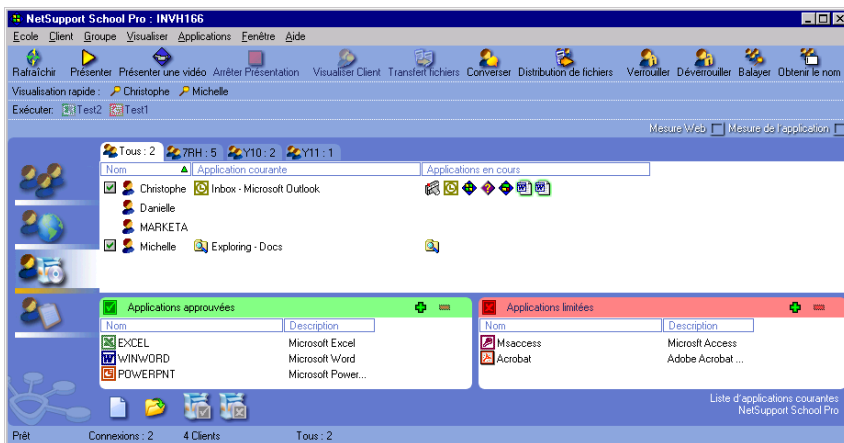 NetSupport School Pro : INVH166
Ecole Client Groupe Visualiser Applications Fenêtre Aide
Rafraîchir Présenter Présenter une vidéo Arrêter Présentation Visualiser Client Transfert fichiers Converser Distribution de fichiers Verrouiller Déverrouiller Balayer Obtenir le nom
Visualisation rapide : Christophe Michelle
Exécuter: Test2 Test1
Mesure Web Mesure de l'application
Tous : 2 7RH : 5 Y10 : 2 Y11 : 1
Nom Application courante Applications en cours
Christophe Inbox - Microsoft Outlook
Danielle
MARKETA
Michelle Exploring - Docs
Applications approuvées
Nom Description
EXCEL Microsoft Excel
WINWORD Microsoft Word
POWERPNT Microsoft Power...
Applications limitées
Nom Description
Msaccess Microsft Access
Acrobat Adobe Acrobat ...
Liste d'applications courantes
NetSupport School Pro
Prêt Connexions : 2 4 Clients Tous : 2